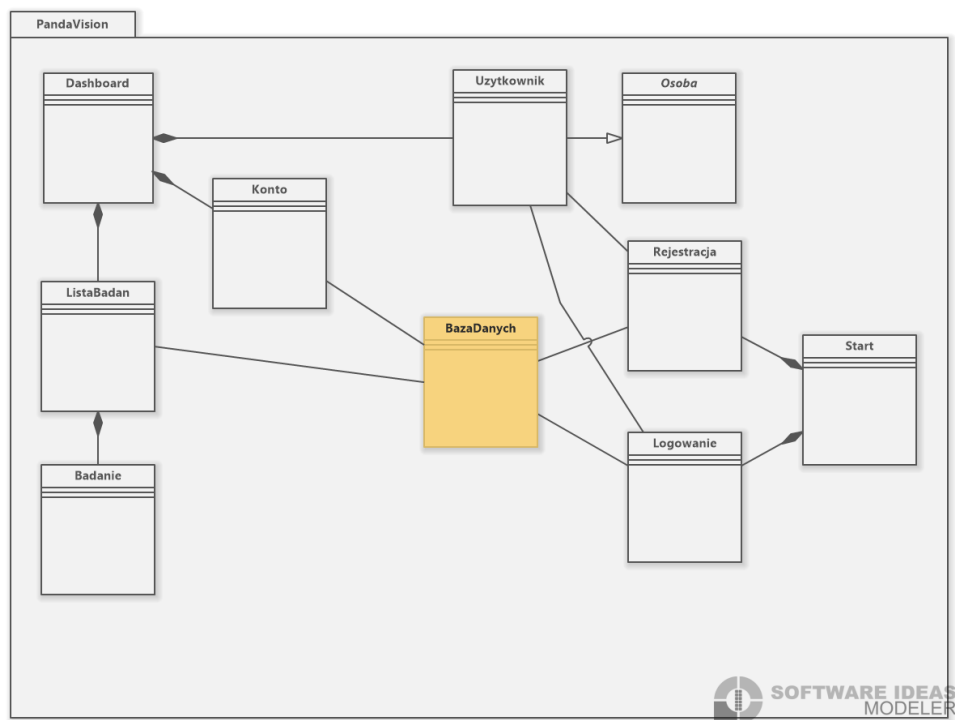 PandaVision
Dashboard
Uzytkownik
Osoba
Konto
Rejestracja
ListaBadan
BazaDanych
Start
Logowanie
Badanie
SOFTWARE IDEAS
MODELER